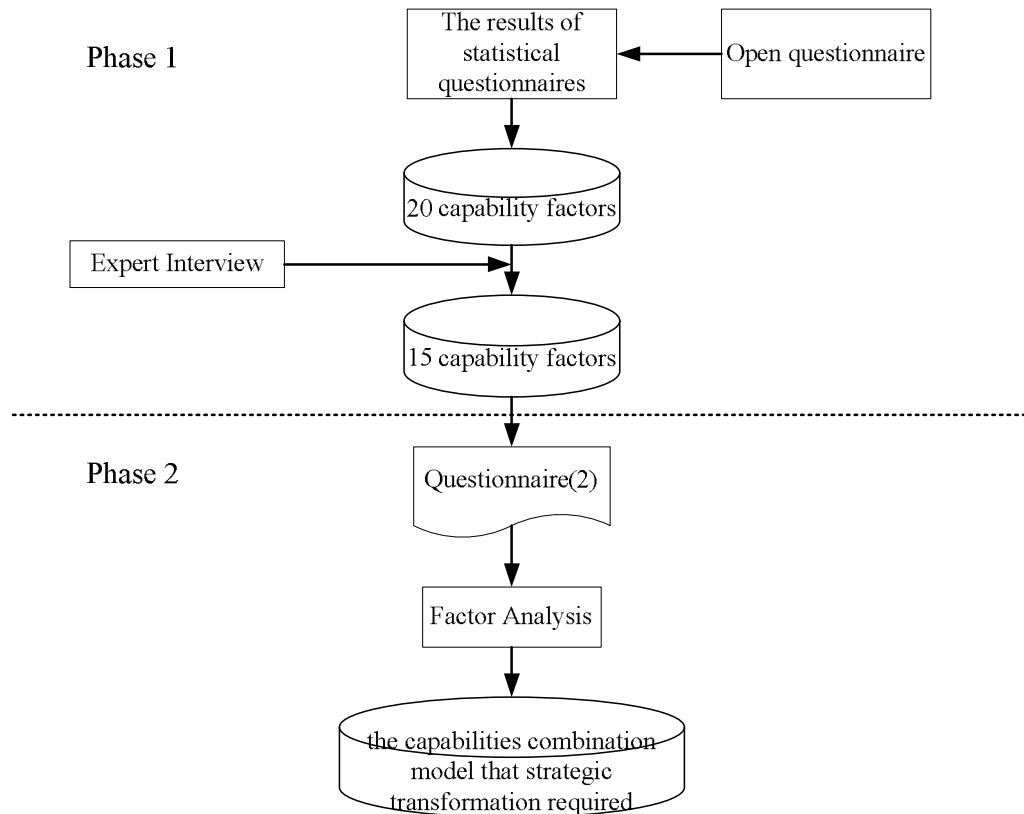 Phase 1
The results of
statistical
questionnaires
Open questionnaire
20 capability factors
Expert Interview
15 capability factors
Phase 2
Questionnaire(2)
Factor Analysis
the capabilities combination
model that strategic
transformation required